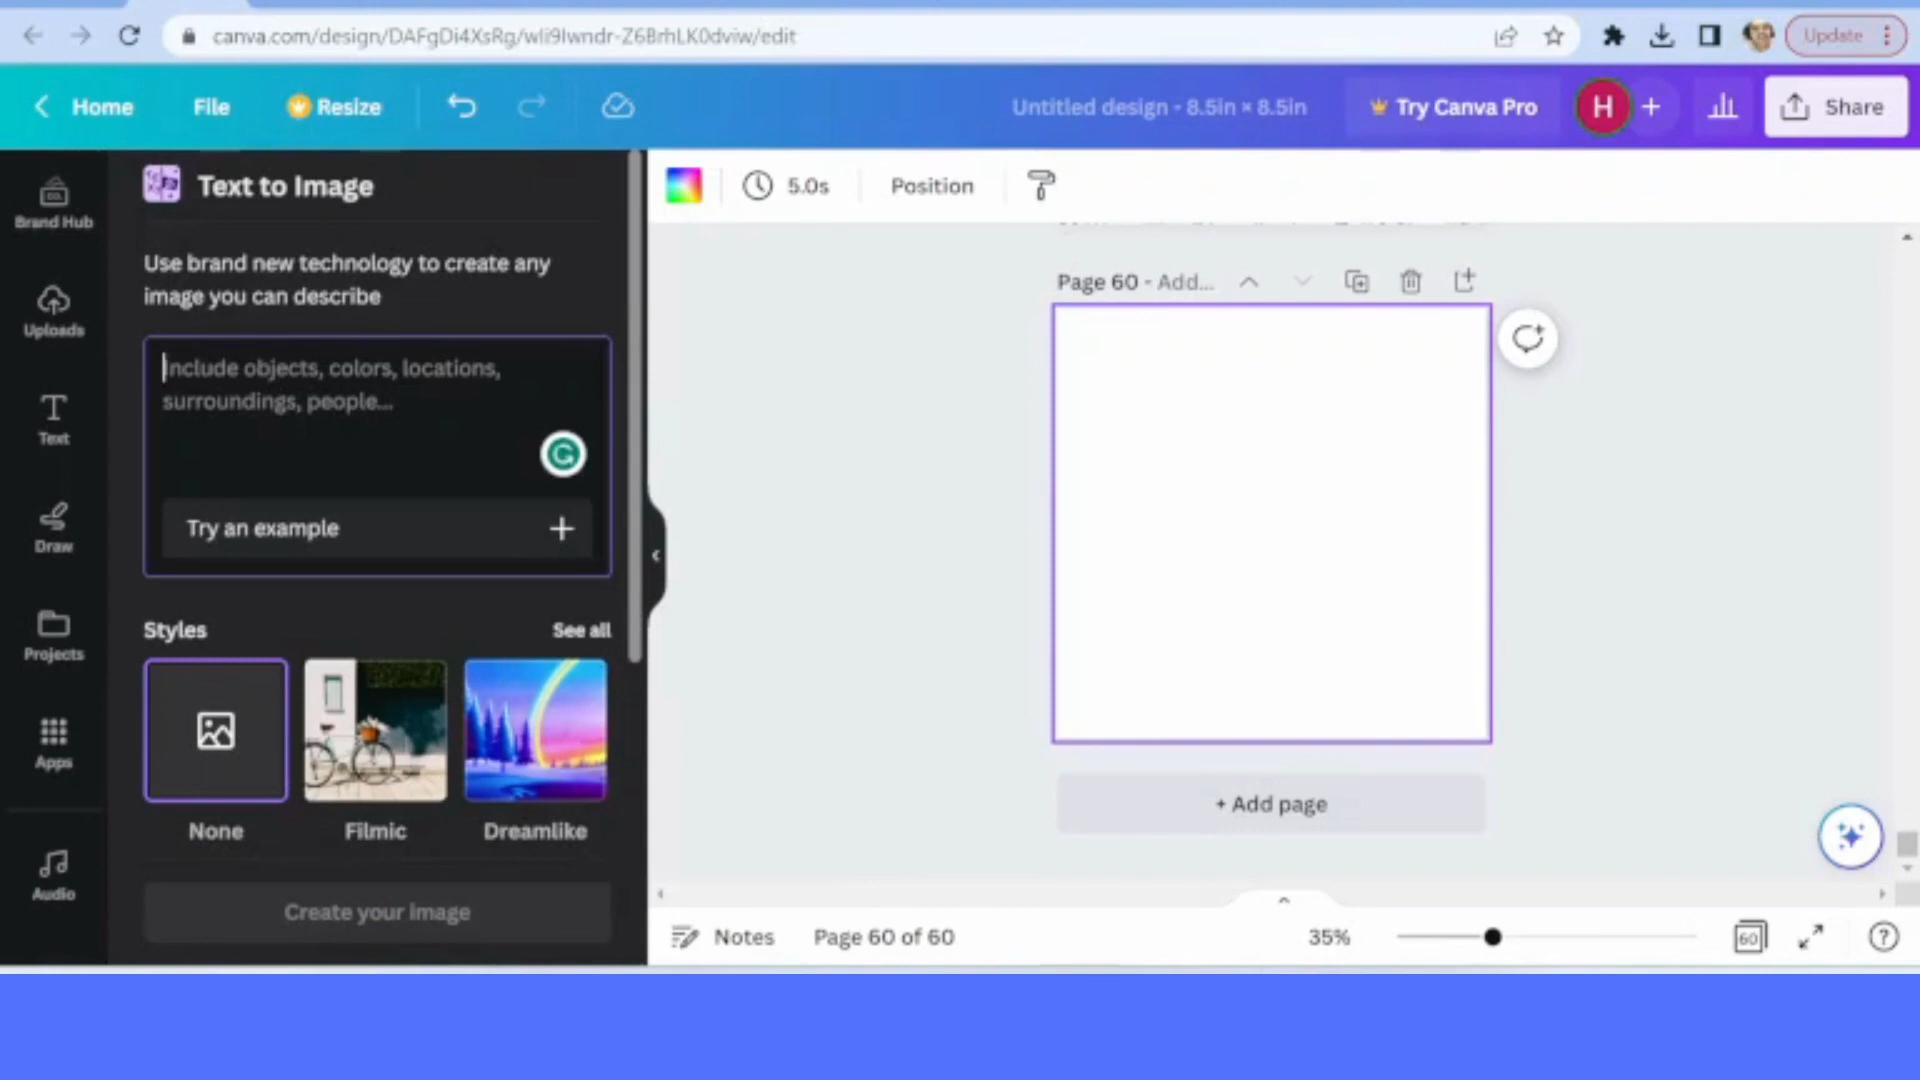 canva.com/design/DAFgDi4XsRg/wli9Iwndr-Z6BrhLK0dviw/edit
Update
Home
File
Resize
Untitled design - 8.5in × 8.5in
Try Canva Pro
H
Share
Brand Hub
Uploads
Text
Draw
Projects
Apps
Audio
Text to Image
Use brand new technology to create any
image you can describe
Include objects, colors, locations,
surroundings, people...
Try an example
Styles
See all
None
Filmic
Dreamlike
Create your image
5.0s
Position
Page 60 - Add...
+ Add page
Notes
Page 60 of 60
35%
60